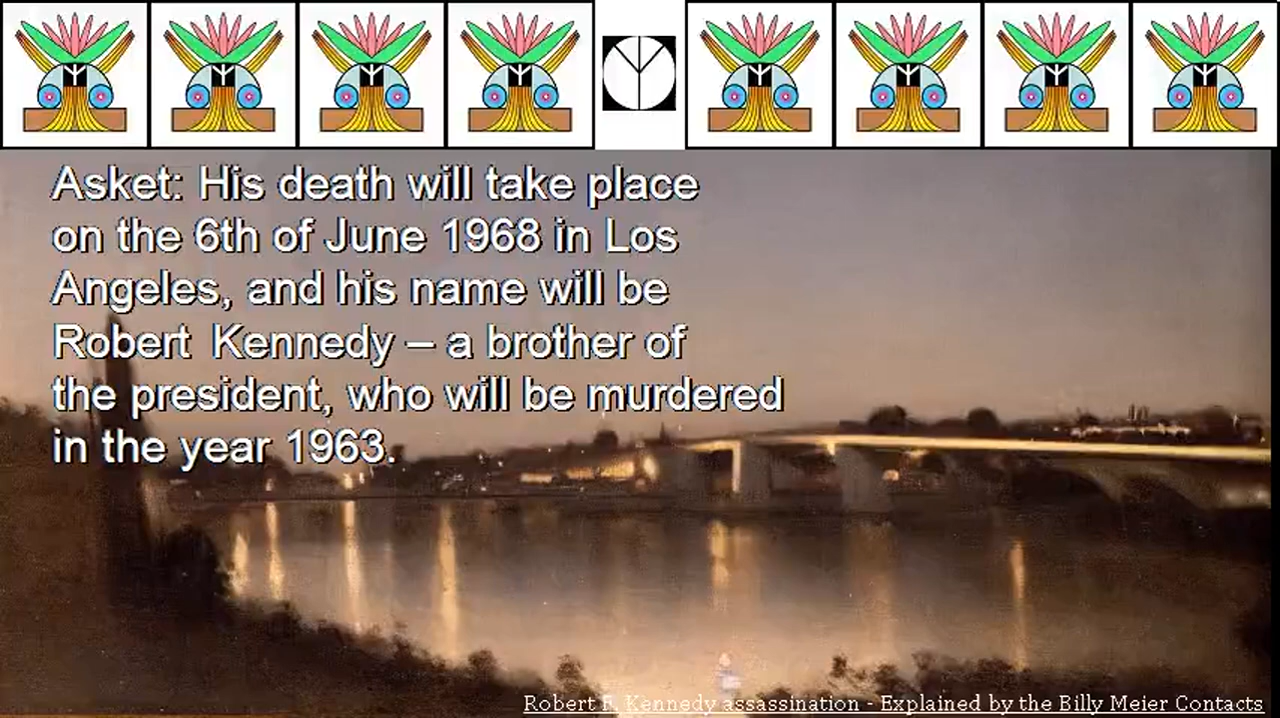 Asket: His death will take place
on the 6th of June 1968 in Los
Angeles, and his name will be
Robert Kennedy – a brother of
the president, who will be murdered
in the year 1963.
Robert F. Kennedy assassination - Explained by the Billy Meier Contacts